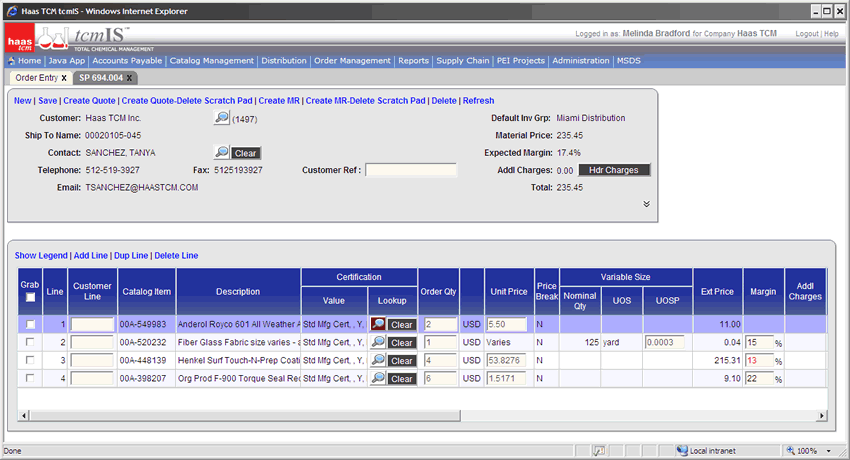 Haas TCM tcmIS - Windows Internet Explorer
haas tcm
tcmIS™
TOTAL CHEMICAL MANAGEMENT
Logged in as: Melinda Bradford for Company Haas TCM Logout | Help
Home | Java App | Accounts Payable | Catalog Management | Distribution | Order Management | Reports | Supply Chain | PEI Projects | Administration | MSDS
Order Entry x SP 694.004 x
New | Save | Create Quote | Create Quote-Delete Scratch Pad | Create MR | Create MR-Delete Scratch Pad | Delete | Refresh
Customer: Haas TCM Inc. (1497) Default Inv Grp: Miami Distribution
Ship To Name: 00020105-045 Material Price: 235.45
Contact: SANCHEZ, TANYA Clear Expected Margin: 17.4%
Telephone: 512-519-3927 Fax: 5125193927 Customer Ref : Addl Charges: 0.00 Hdr Charges
Email: TSANCHEZ@HAASTCM.COM Total: 235.45
Show Legend | Add Line | Dup Line | Delete Line
Grab Line Customer Line Catalog Item Description Certification Value Lookup Order Qty Unit Price Price Break Variable Size Nominal Qty UOS UOSP Ext Price Margin Addl Charges
1 00A-549983 Anderol Royco 601 All Weather A Std Mfg Cert, , Y, Clear 2 USD 5.50 N 11.00
2 00A-520232 Fiber Glass Fabric size varies - a Std Mfg Cert, , Y, Clear 1 USD Varies N 125 yard 0.0003 0.04 15 %
3 00A-448139 Henkel Surf Touch-N-Prep Coati Std Mfg Cert, , Y, Clear 4 USD 53.8276 N 215.31 13 %
4 00A-398207 Org Prod F-900 Torque Seal Rec Std Mfg Cert, , Y, Clear 6 USD 1.5171 N 9.10 22 %
Done Local intranet 100%